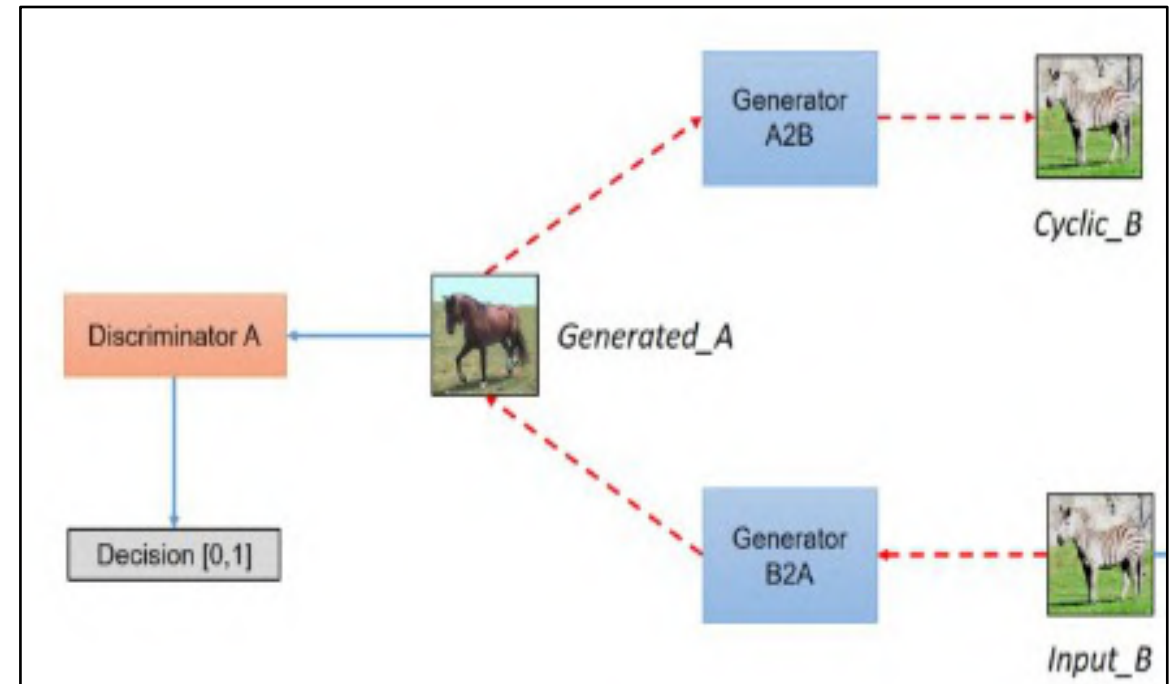 Generator
A2B
Cyclic_B
Discriminator A
Generated_A
Decision [0,1]
Generator
B2A
Input_B